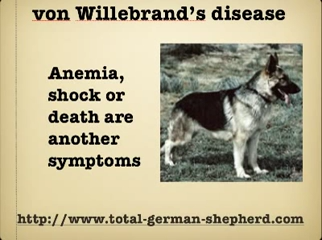 von Willebrand's disease
Anemia,
shock or
death are
another
symptoms
http://www.total-german-shepherd.com